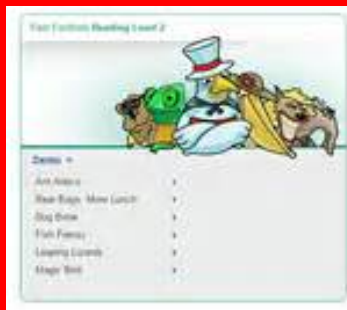 Fast ForWord Reading Level 2
Demo
Ant Antics
Bear Bags: More Lunch
Dog Bone
Fish Frenzy
Leaping Lizards
Magic Bird